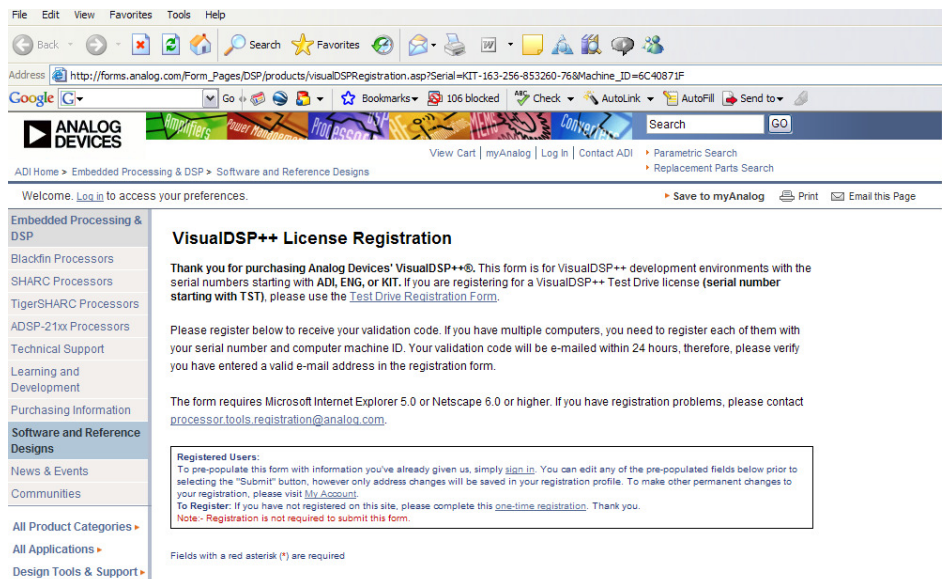 File Edit View Favorites Tools Help
Back Search Favorites
Address http://forms.analog.com/Form_Pages/DSP/products/visualDSPRegistration.asp?Serial=KIT-163-256-853260-76&Machine_ID=6C40871F
Google G Go Bookmarks 106 blocked Check AutoLink AutoFill Send to
ANALOG DEVICES
Amplifiers Power Management Processors DSP MEMS Converters
Search GO
View Cart | myAnalog | Log In | Contact ADI
Parametric Search
Replacement Parts Search
ADI Home > Embedded Processing & DSP > Software and Reference Designs
Welcome. Log in to access your preferences.
Save to myAnalog Print Email this Page
Embedded Processing &
DSP
Blackfin Processors
SHARC Processors
TigerSHARC Processors
ADSP-21xx Processors
Technical Support
Learning and
Development
Purchasing Information
Software and Reference
Designs
News & Events
Communities
All Product Categories
All Applications
Design Tools & Support
VisualDSP++ License Registration
Thank you for purchasing Analog Devices' VisualDSP++®. This form is for VisualDSP++ development environments with the
serial numbers starting with ADI, ENG, or KIT. If you are registering for a VisualDSP++ Test Drive license (serial number
starting with TST), please use the Test Drive Registration Form.
Please register below to receive your validation code. If you have multiple computers, you need to register each of them with
your serial number and computer machine ID. Your validation code will be e-mailed within 24 hours, therefore, please verify
you have entered a valid e-mail address in the registration form.
The form requires Microsoft Internet Explorer 5.0 or Netscape 6.0 or higher. If you have registration problems, please contact
processor.tools.registration@analog.com.
Registered Users:
To pre-populate this form with information you've already given us, simply sign in. You can edit any of the pre-populated fields below prior to
selecting the "Submit" button, however only address changes will be saved in your registration profile. To make other permanent changes to
your registration, please visit My Account.
To Register: If you have not registered on this site, please complete this one-time registration. Thank you.
Note:- Registration is not required to submit this form.
Fields with a red asterisk (*) are required